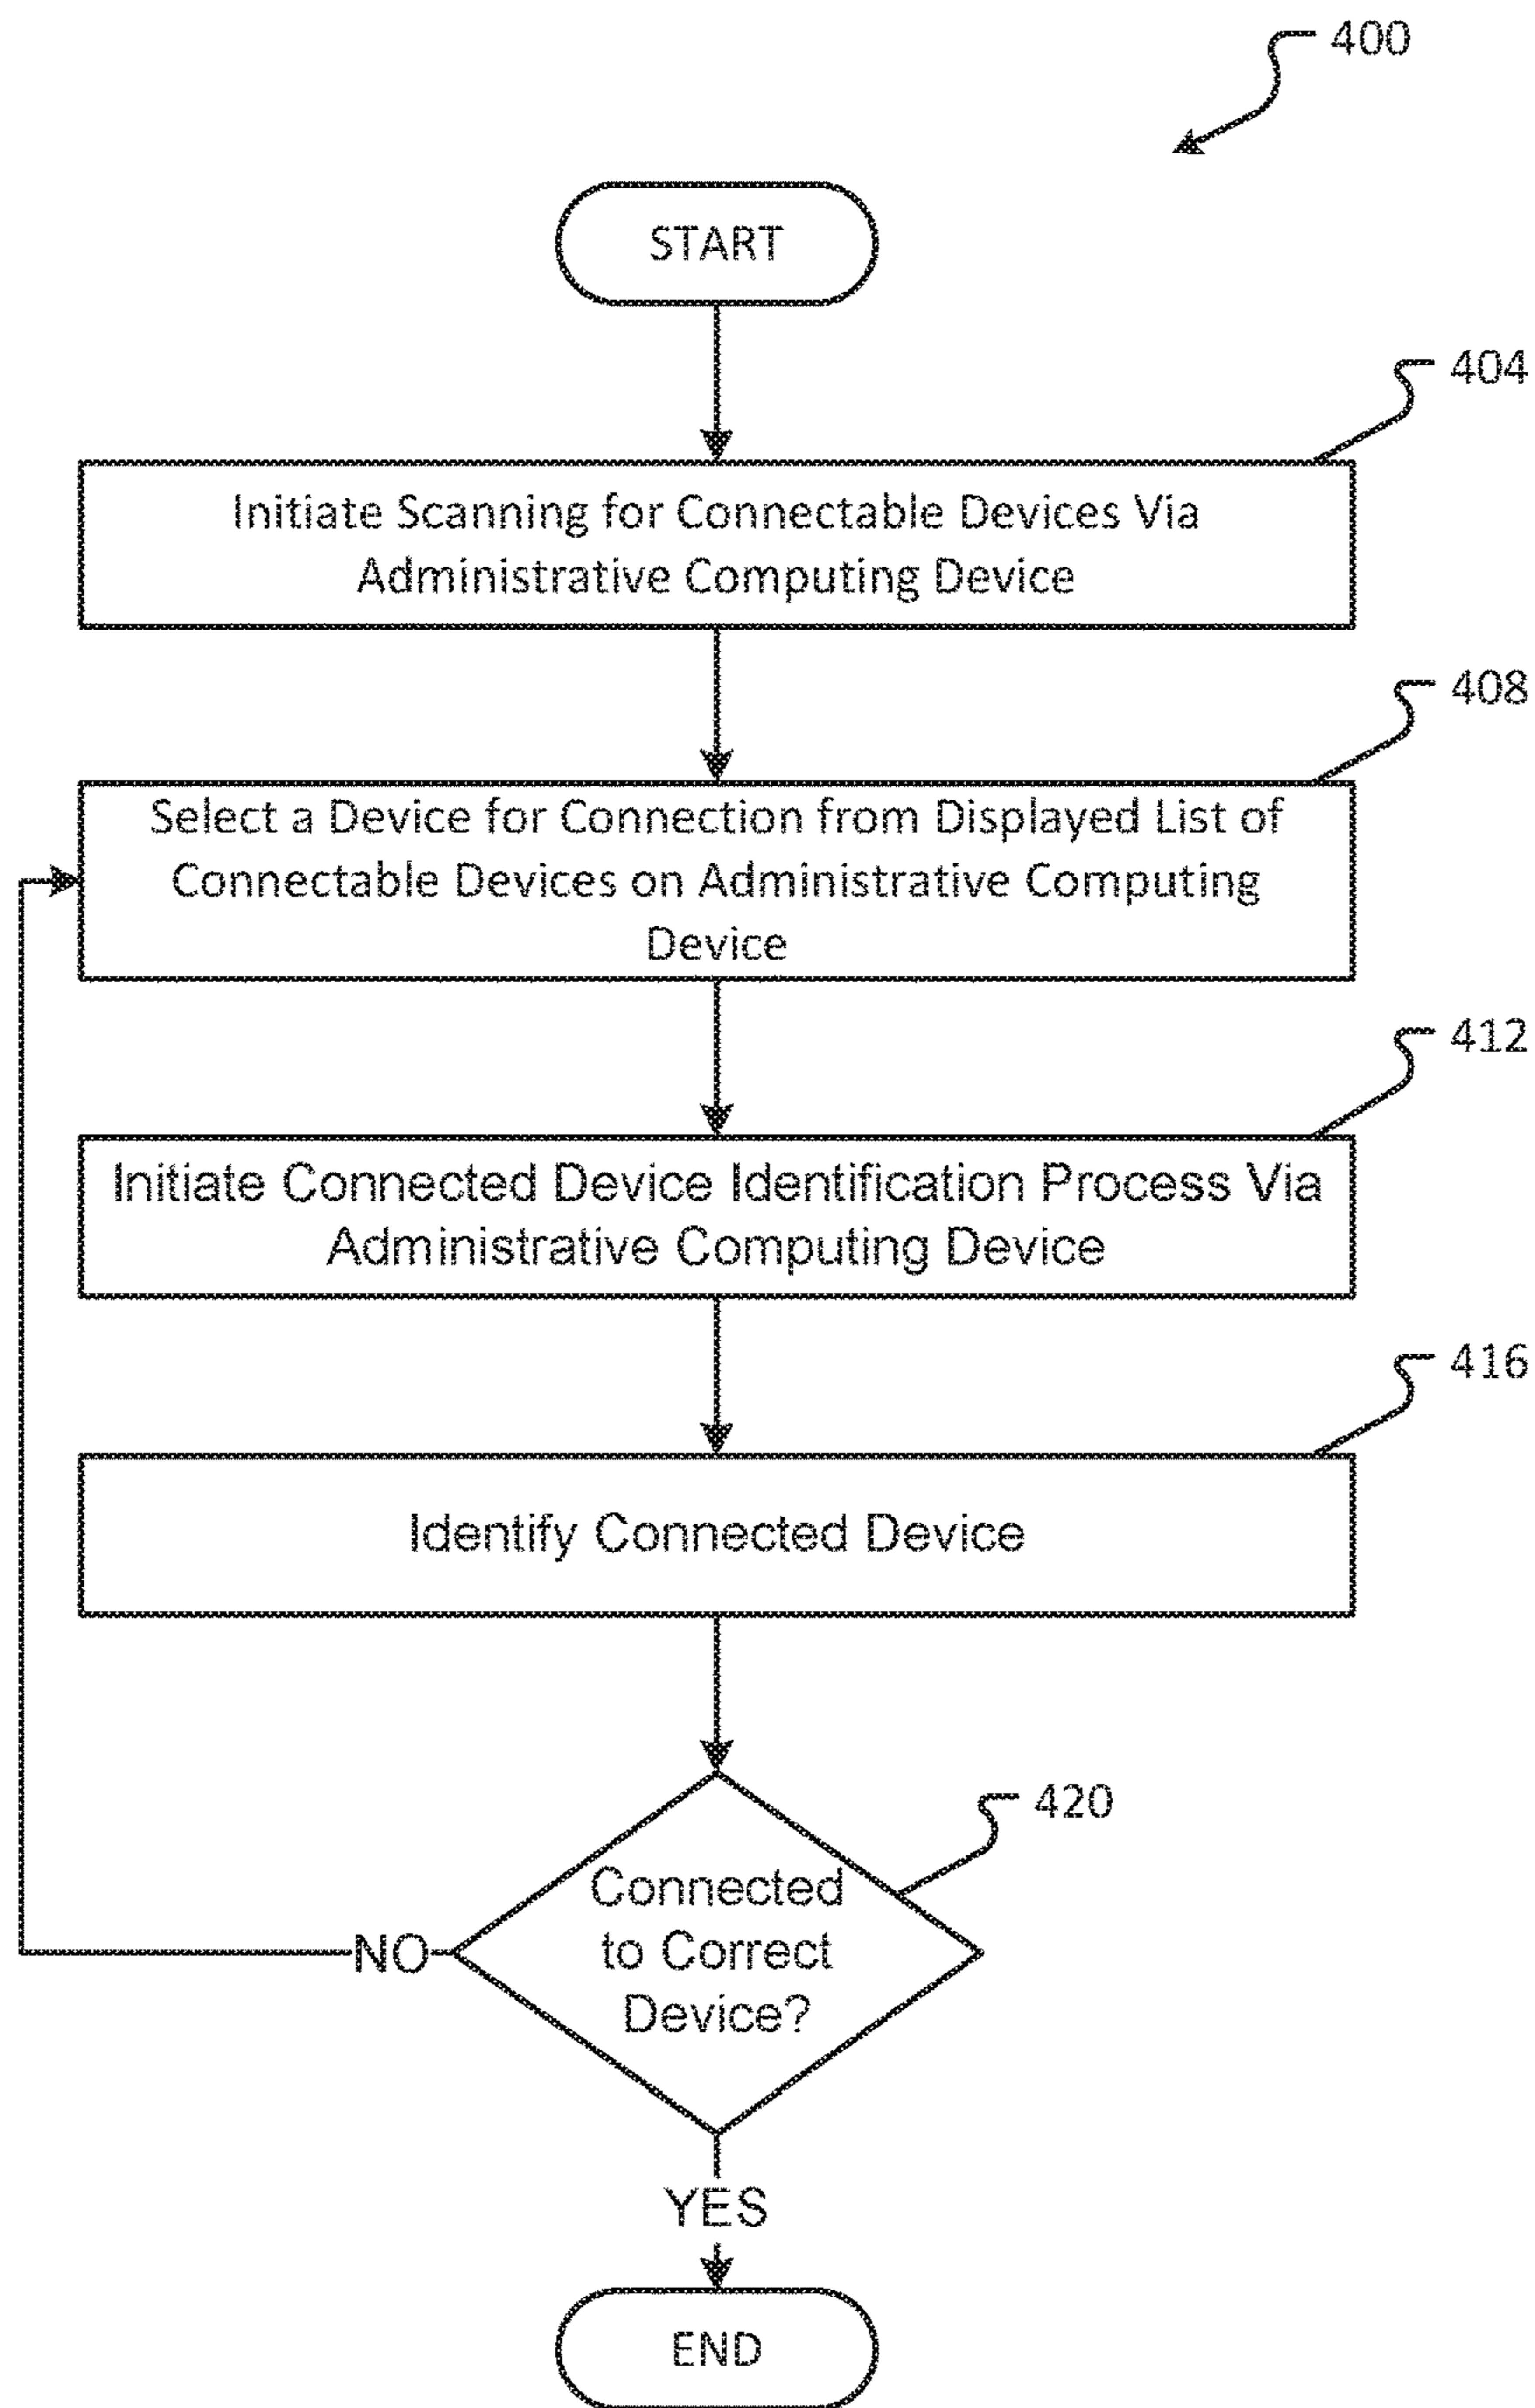 400
START
404
Initiate Scanning for Connectable Devices Via
Administrative Computing Device
408
Select a Device for Connection from Displayed List of
Connectable Devices on Administrative Computing
Device
412
Initiate Connected Device Identification Process Via
Administrative Computing Device
416
Identify Connected Device
420
Connected
to Correct
Device?
NO
YES
END